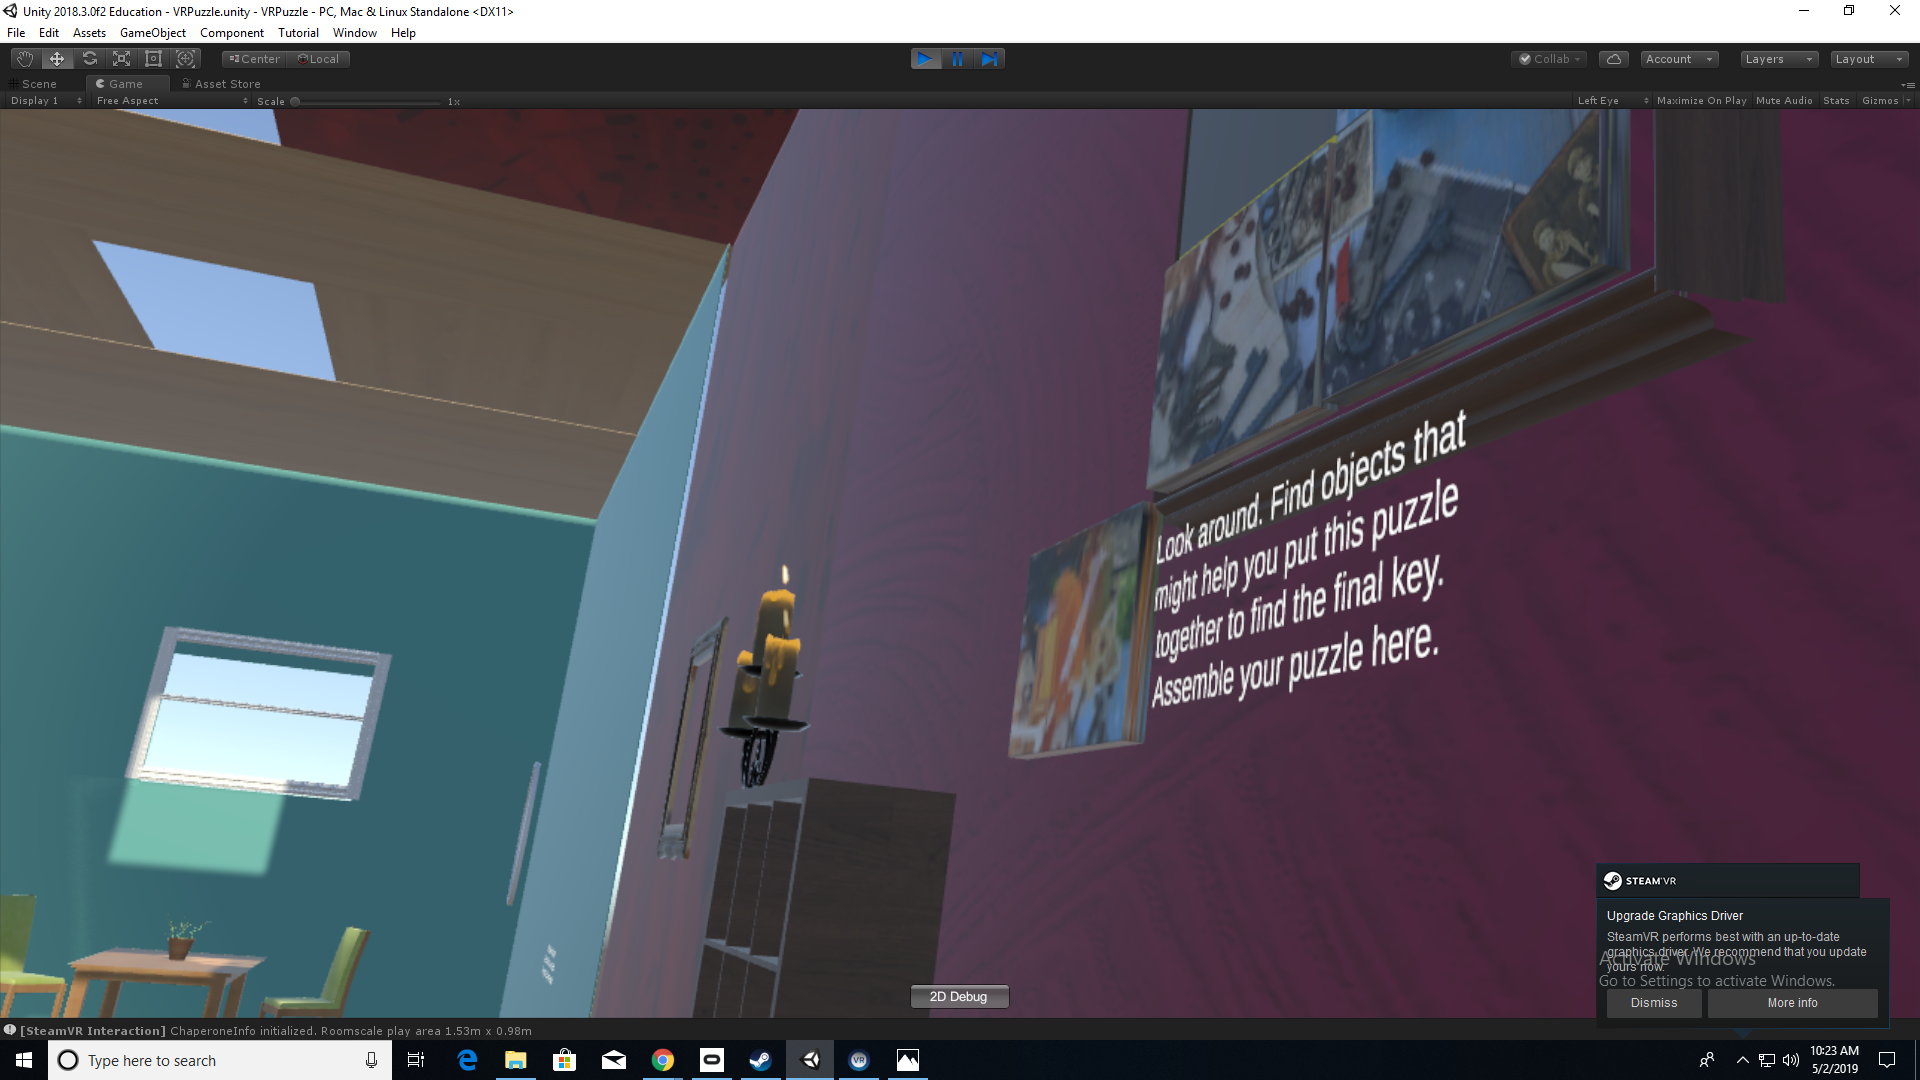 Unity 2018.3.0f2 Education - VRPuzzle.unity - VRPuzzle - PC, Mac & Linux Standalone <DX11>
File Edit Assets GameObject Component Tutorial Window Help
Center Local Collab Account Layers Layout
Scene Game Asset Store
Display 1 Free Aspect Scale 1x Left Eye Maximize On Play Mute Audio Stats Gizmos
Look around. Find objects that
might help you put this puzzle
together to find the final key.
Assemble your puzzle here.
STEAM VR
Upgrade Graphics Driver
SteamVR performs best with an up-to-date
graphics driver. We recommend that you update
yours now.
Activate Windows
Go to Settings to activate Windows.
Dismiss More info
2D Debug
[SteamVR Interaction] ChaperoneInfo initialized. Roomscale play area 1.53m x 0.98m
Type here to search
VR
10:23 AM
5/2/2019